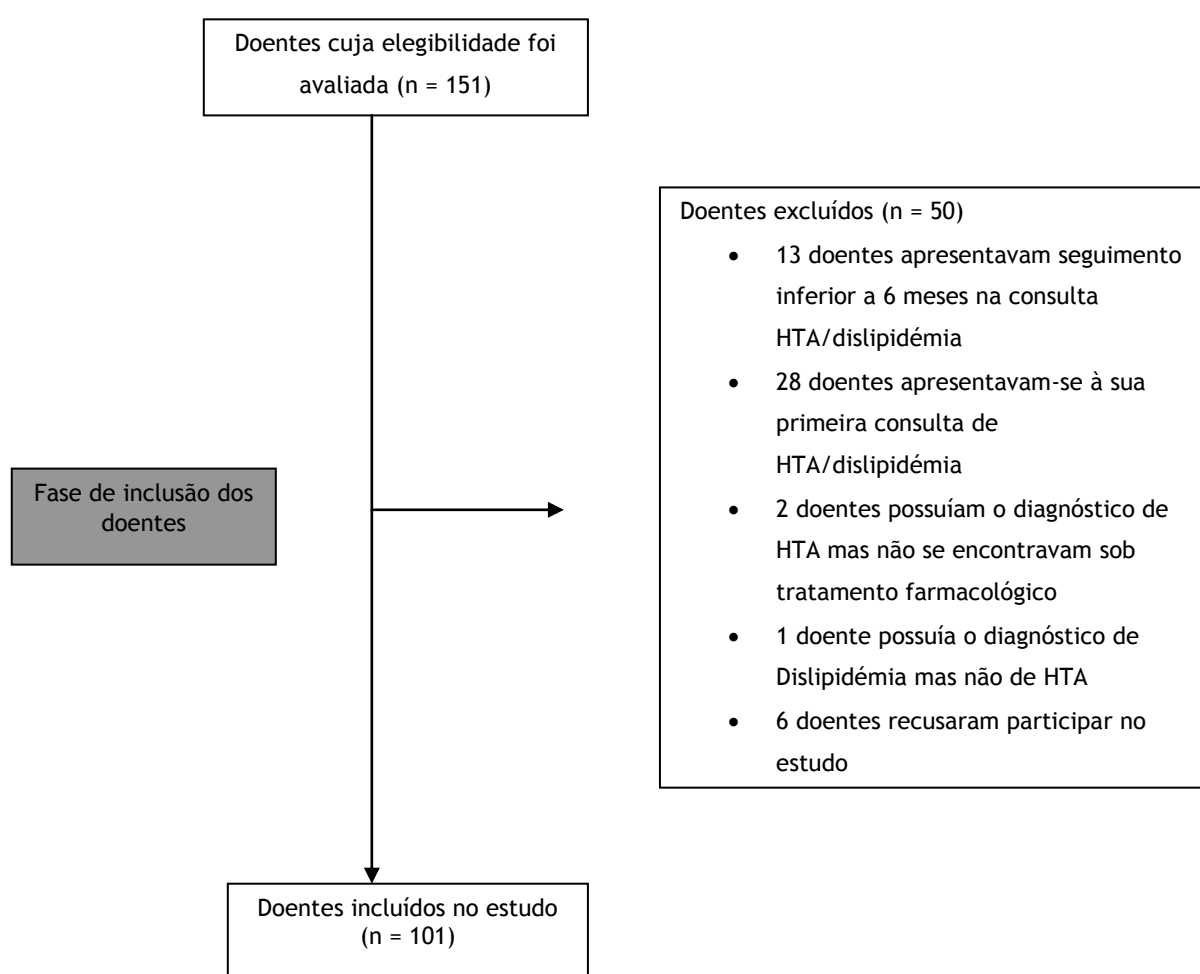 Doentes cuja elegibilidade foi
avaliada (n = 151)
Doentes excluídos (n = 50)
• 13 doentes apresentavam seguimento
inferior a 6 meses na consulta
HTA/dislipidémia
• 28 doentes apresentavam-se à sua
primeira consulta de
HTA/dislipidémia
• 2 doentes possuíam o diagnóstico de
HTA mas não se encontravam sob
tratamento farmacológico
• 1 doente possuía o diagnóstico de
Dislipidémia mas não de HTA
• 6 doentes recusaram participar no
estudo
Fase de inclusão dos
doentes
Doentes incluídos no estudo
(n = 101)